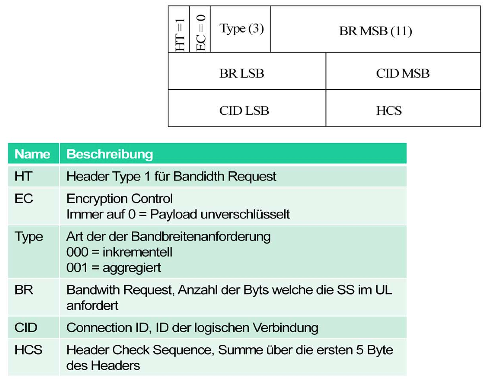 HT =1
EC = 0
Type (3)
BR MSB (11)
BR LSB
CID MSB
CID LSB
HCS
Name Beschreibung
HT Header Type 1 für Bandidth Request
EC Encryption Control
Immer auf 0 = Payload unverschlüsselt
Type Art der der Bandbreitenanforderung
000 = inkrementell
001 = aggregiert
BR Bandwith Request, Anzahl der Byts welche die SS im UL
anfordert
CID Connection ID, ID der logischen Verbindung
HCS Header Check Sequence, Summe über die ersten 5 Byte
des Headers